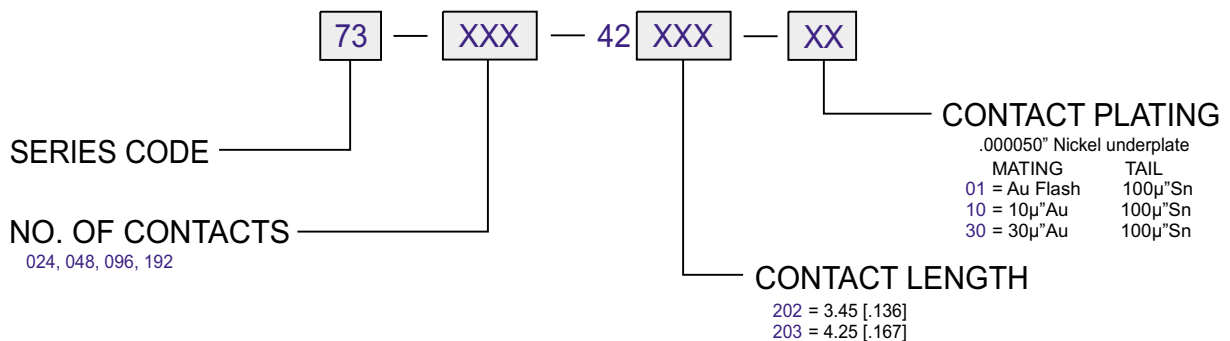 73 — XXX — 42 XXX — XX
CONTACT PLATING
.000050” Nickel underplate
MATING TAIL
01 = Au Flash 100µ”Sn
10 = 10µ”Au 100µ”Sn
30 = 30µ”Au 100µ”Sn
SERIES CODE
NO. OF CONTACTS
024, 048, 096, 192
CONTACT LENGTH
202 = 3.45 [.136]
203 = 4.25 [.167]